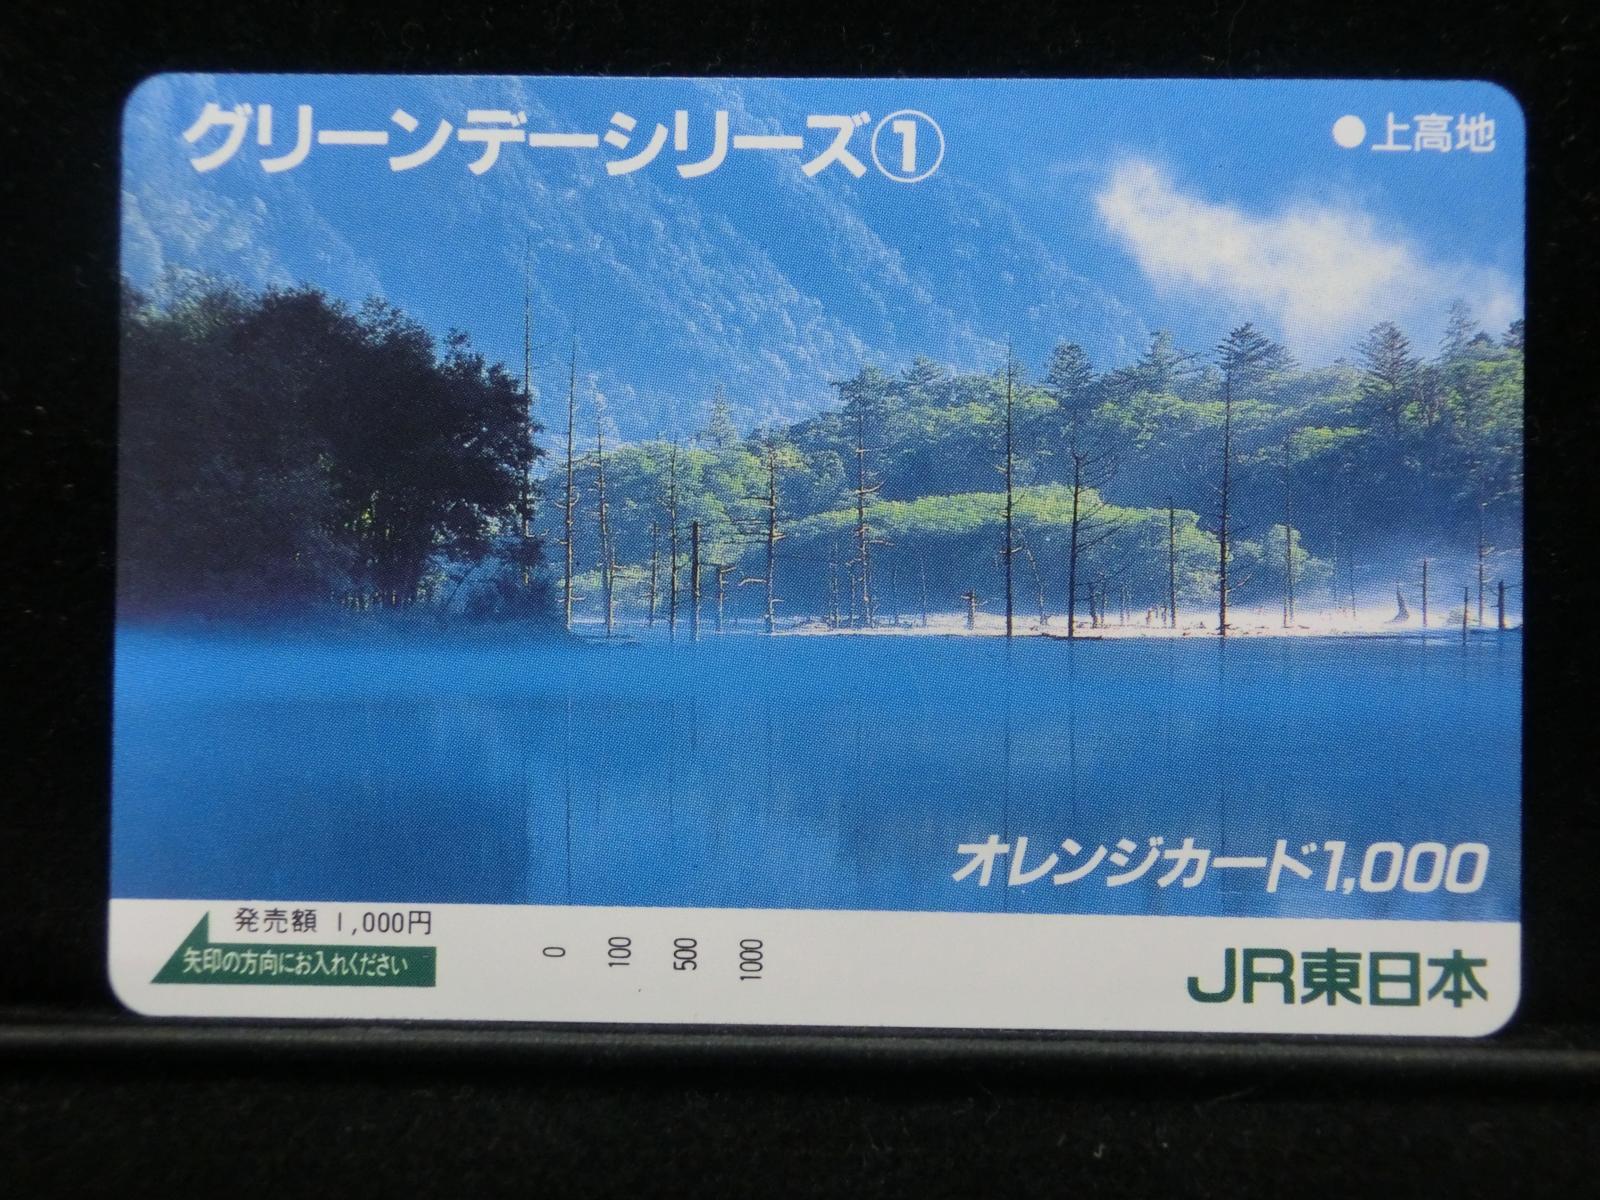 グリーンデーシリーズ①
●上高地
オレンジカード1,000
発売額 1,000円
矢印の方向にお入れください
0 100 500 1000
JR東日本